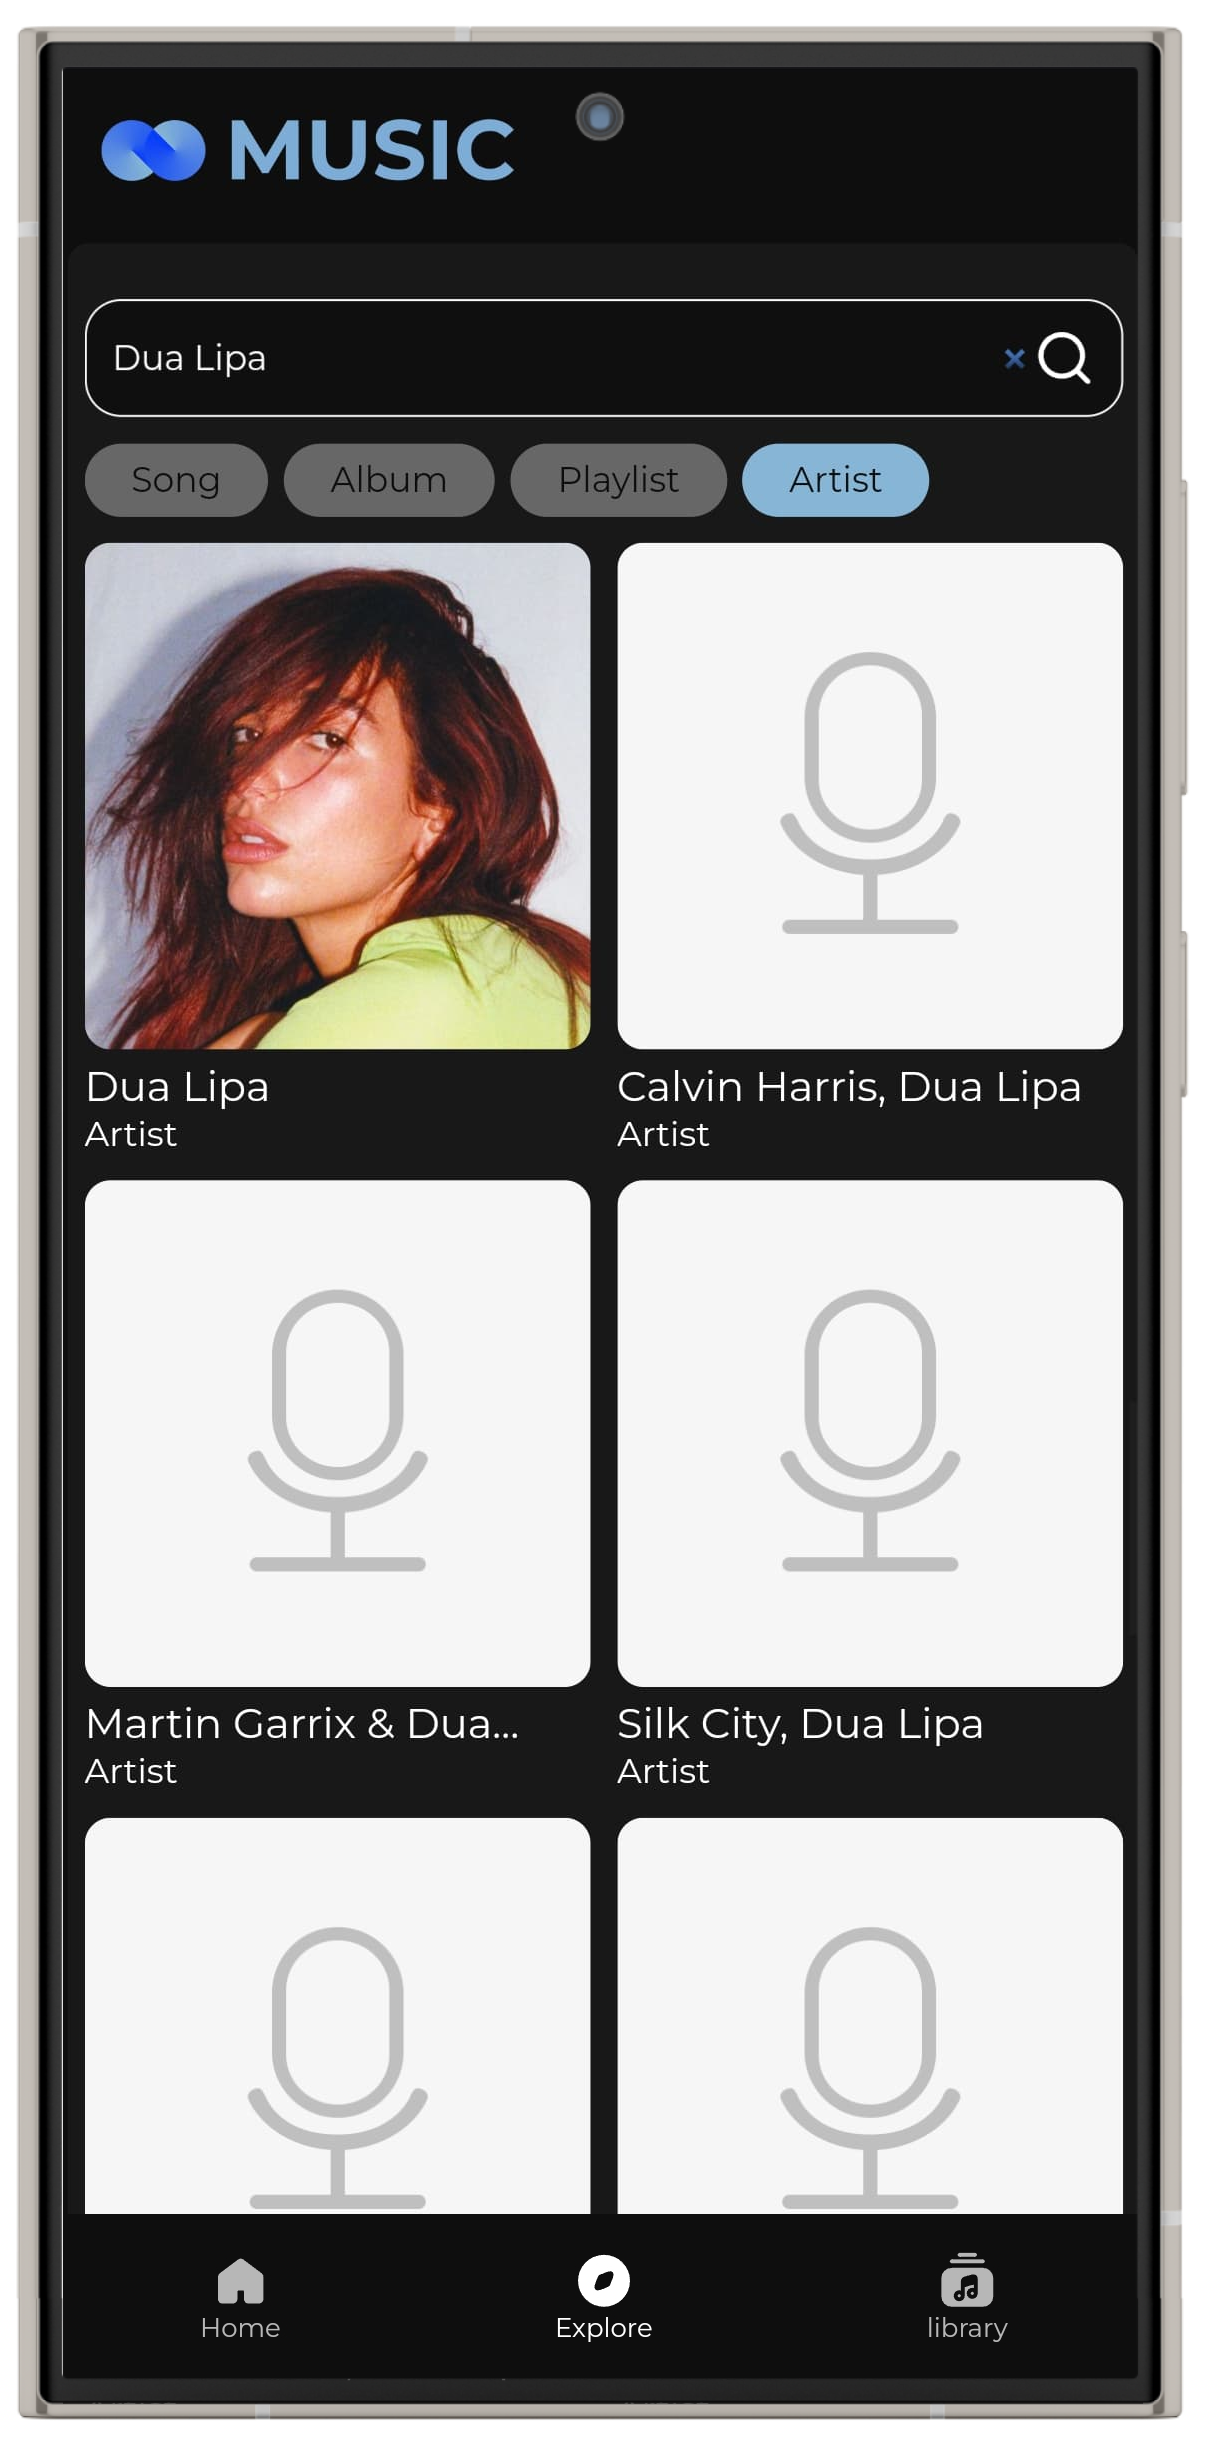 MUSIC
Dua Lipa
Song Album Playlist Artist
Dua Lipa Calvin Harris, Dua Lipa
Artist Artist
Martin Garrix & Dua... Silk City, Dua Lipa
Artist Artist
Home Explore library